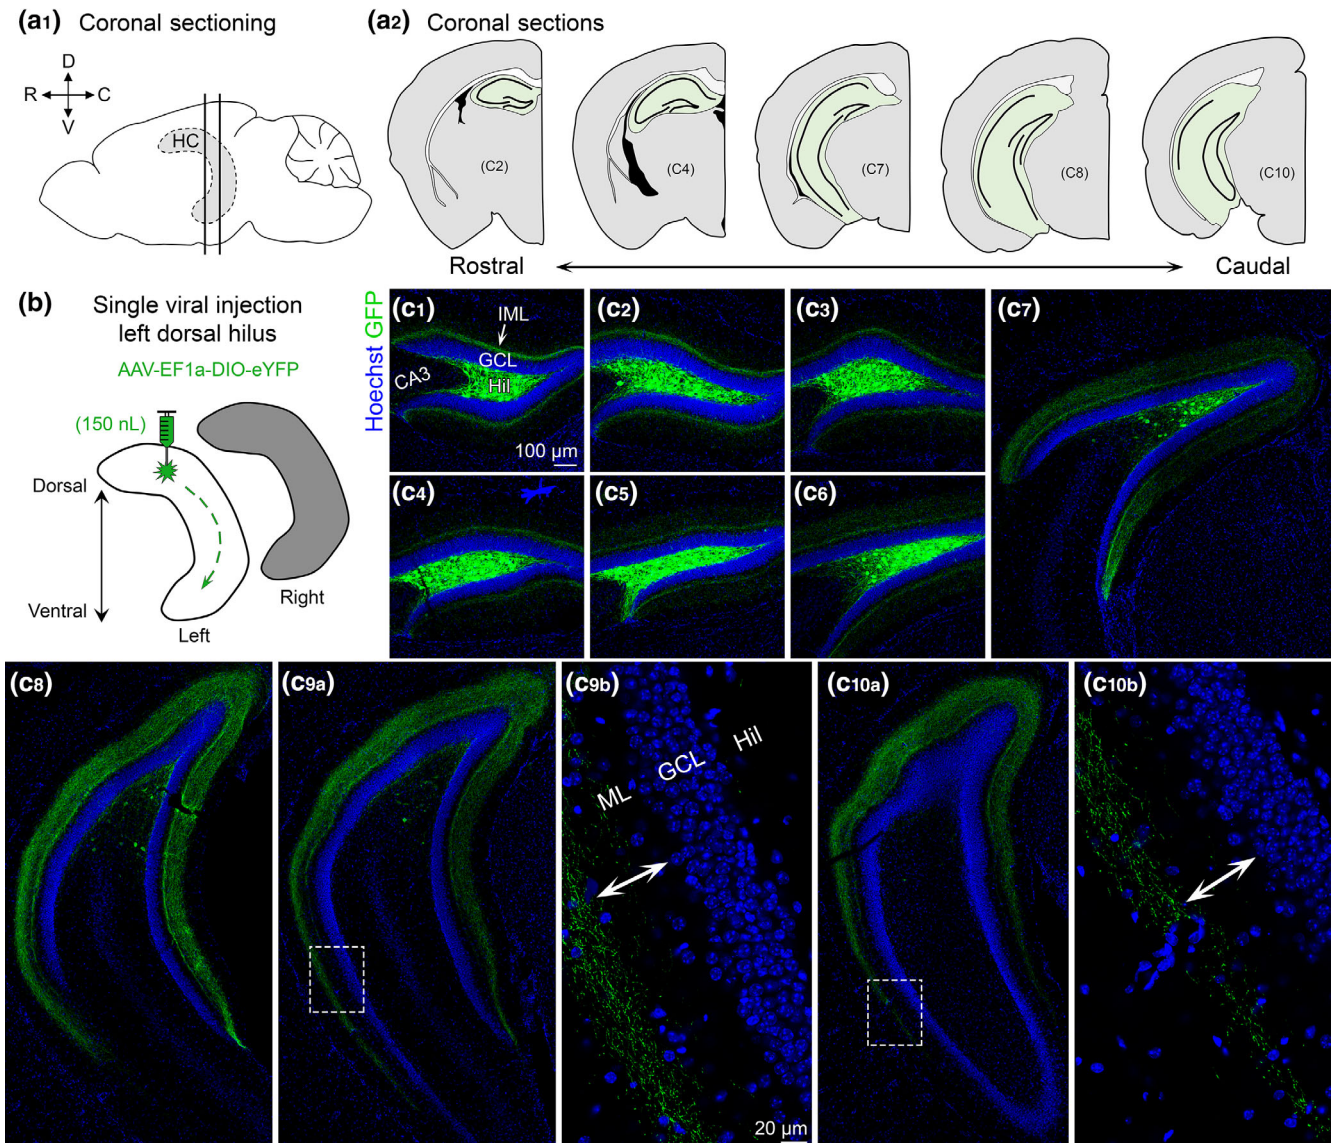 (a1) Coronal sectioning
(a2) Coronal sections
D
R
C
V
HC
(C2)
(C4)
(C7)
(C8)
(C10)
Rostral
Caudal
(b)
Single viral injection
left dorsal hilus
AAV-EF1a-DIO-eYFP
(150 nL)
Dorsal
Ventral
Left
Right
Hoechst GFP
(c1)
IML
GCL
CA3
Hil
100 µm
(c2)
(c3)
(c7)
(c4)
(c5)
(c6)
(c8)
(c9a)
(c9b)
Hil
GCL
ML
20 µm
(c10a)
(c10b)